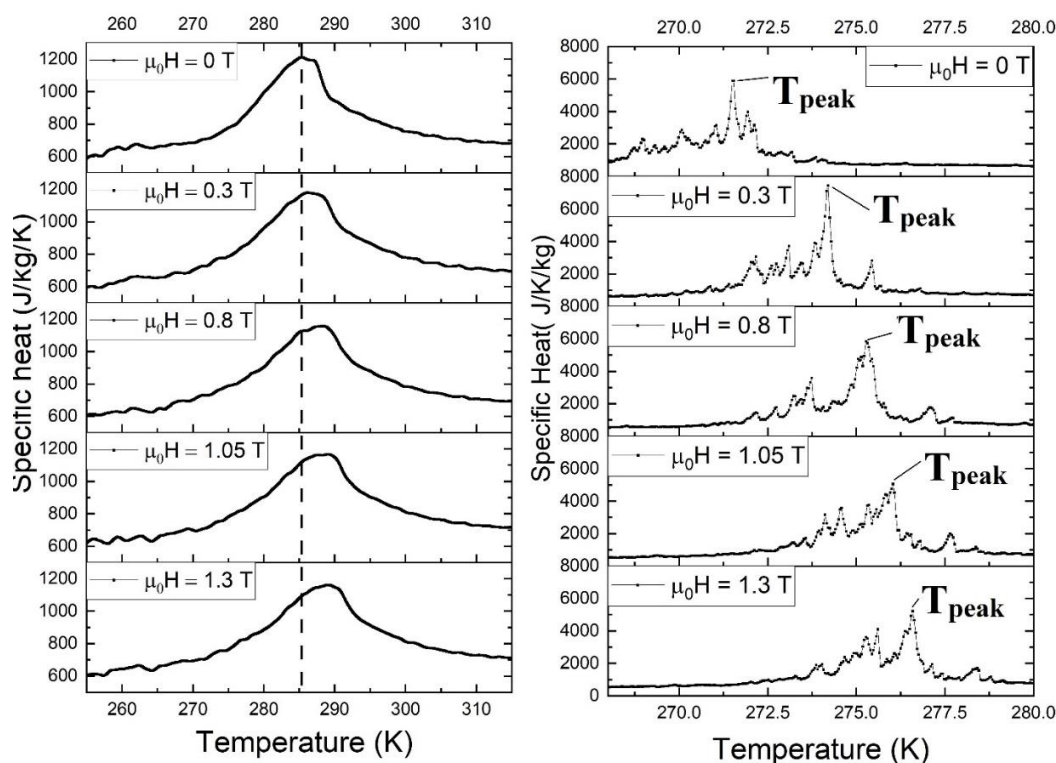 260 270 280 290 300 310
μ₀H = 0 T
1200
1000
800
600
μ₀H = 0.3 T
1200
1000
800
600
μ₀H = 0.8 T
1200
1000
800
600
μ₀H = 1.05 T
1200
1000
800
600
μ₀H = 1.3 T
1200
1000
800
600
260 270 280 290 300 310
Temperature (K)
Specific heat (J/kg/K)
270.0 272.5 275.0 277.5 280.0
8000
6000
4000
2000
μ₀H = 0 T
Tpeak
8000
6000
4000
2000
μ₀H = 0.3 T
Tpeak
8000
6000
4000
2000
μ₀H = 0.8 T
Tpeak
8000
6000
4000
2000
μ₀H = 1.05 T
Tpeak
8000
6000
4000
2000
0
μ₀H = 1.3 T
Tpeak
270.0 272.5 275.0 277.5 280.0
Temperature (K)
Specific Heat( J/K/kg)